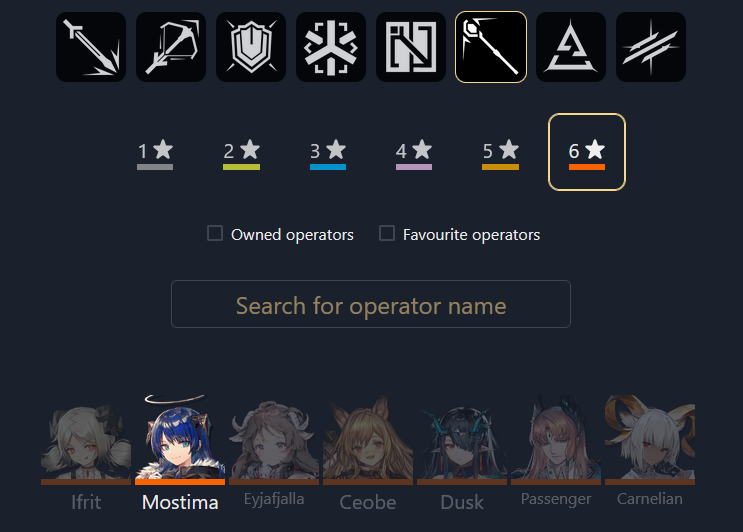 1 ★ 2 ★ 3 ★ 4 ★ 5 ★ 6 ★
Owned operators Favourite operators
Search for operator name
Ifrit Mostima Eyjafjalla Ceobe Dusk Passenger Carnelian